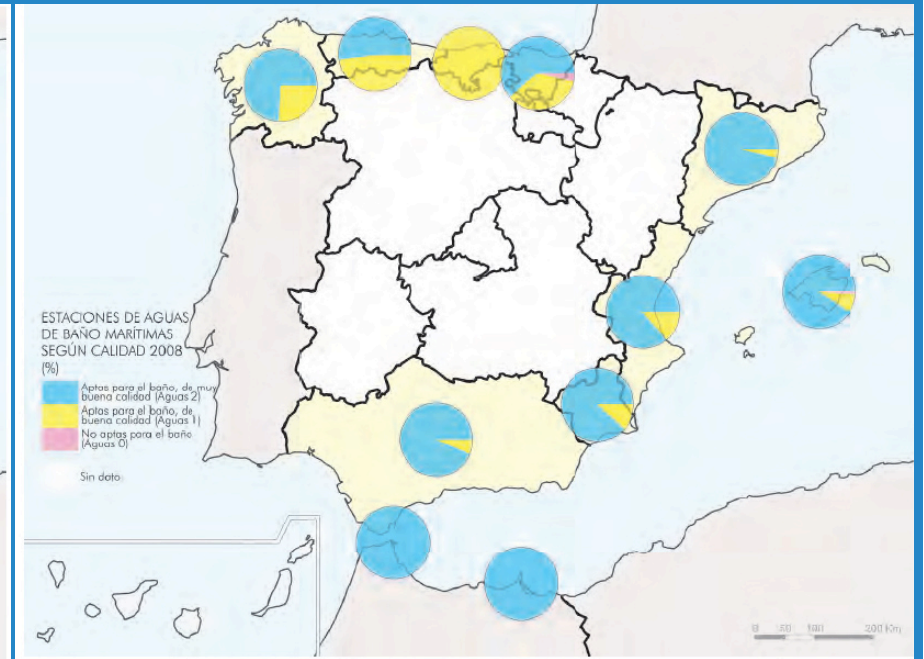 ESTACIONES DE AGUAS
DE BAÑO MARÍTIMAS
SEGÚN CALIDAD 2008
(%)
Aptas para el baño, de muy
buena calidad (Aguas 2)
Aptas para el baño, de
buena calidad (Aguas 1)
No aptas para el baño
(Aguas 0)
Sin dato
0 50 100 200 Km